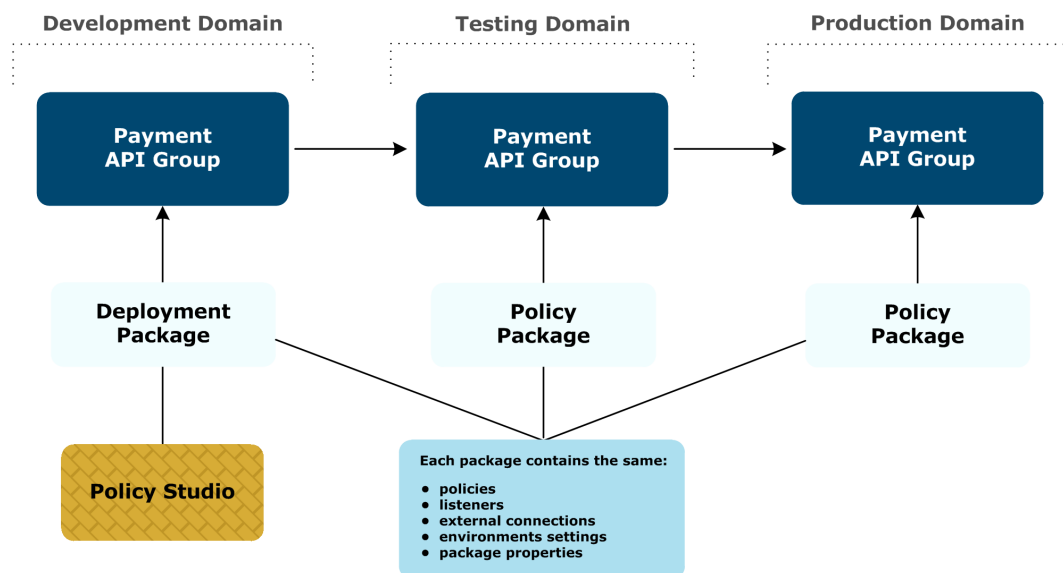 Development Domain
Testing Domain
Production Domain
Payment
API Group
Payment
API Group
Payment
API Group
Deployment
Package
Policy
Package
Policy
Package
Policy Studio
Each package contains the same:
● policies
● listeners
● external connections
● environments settings
● package properties